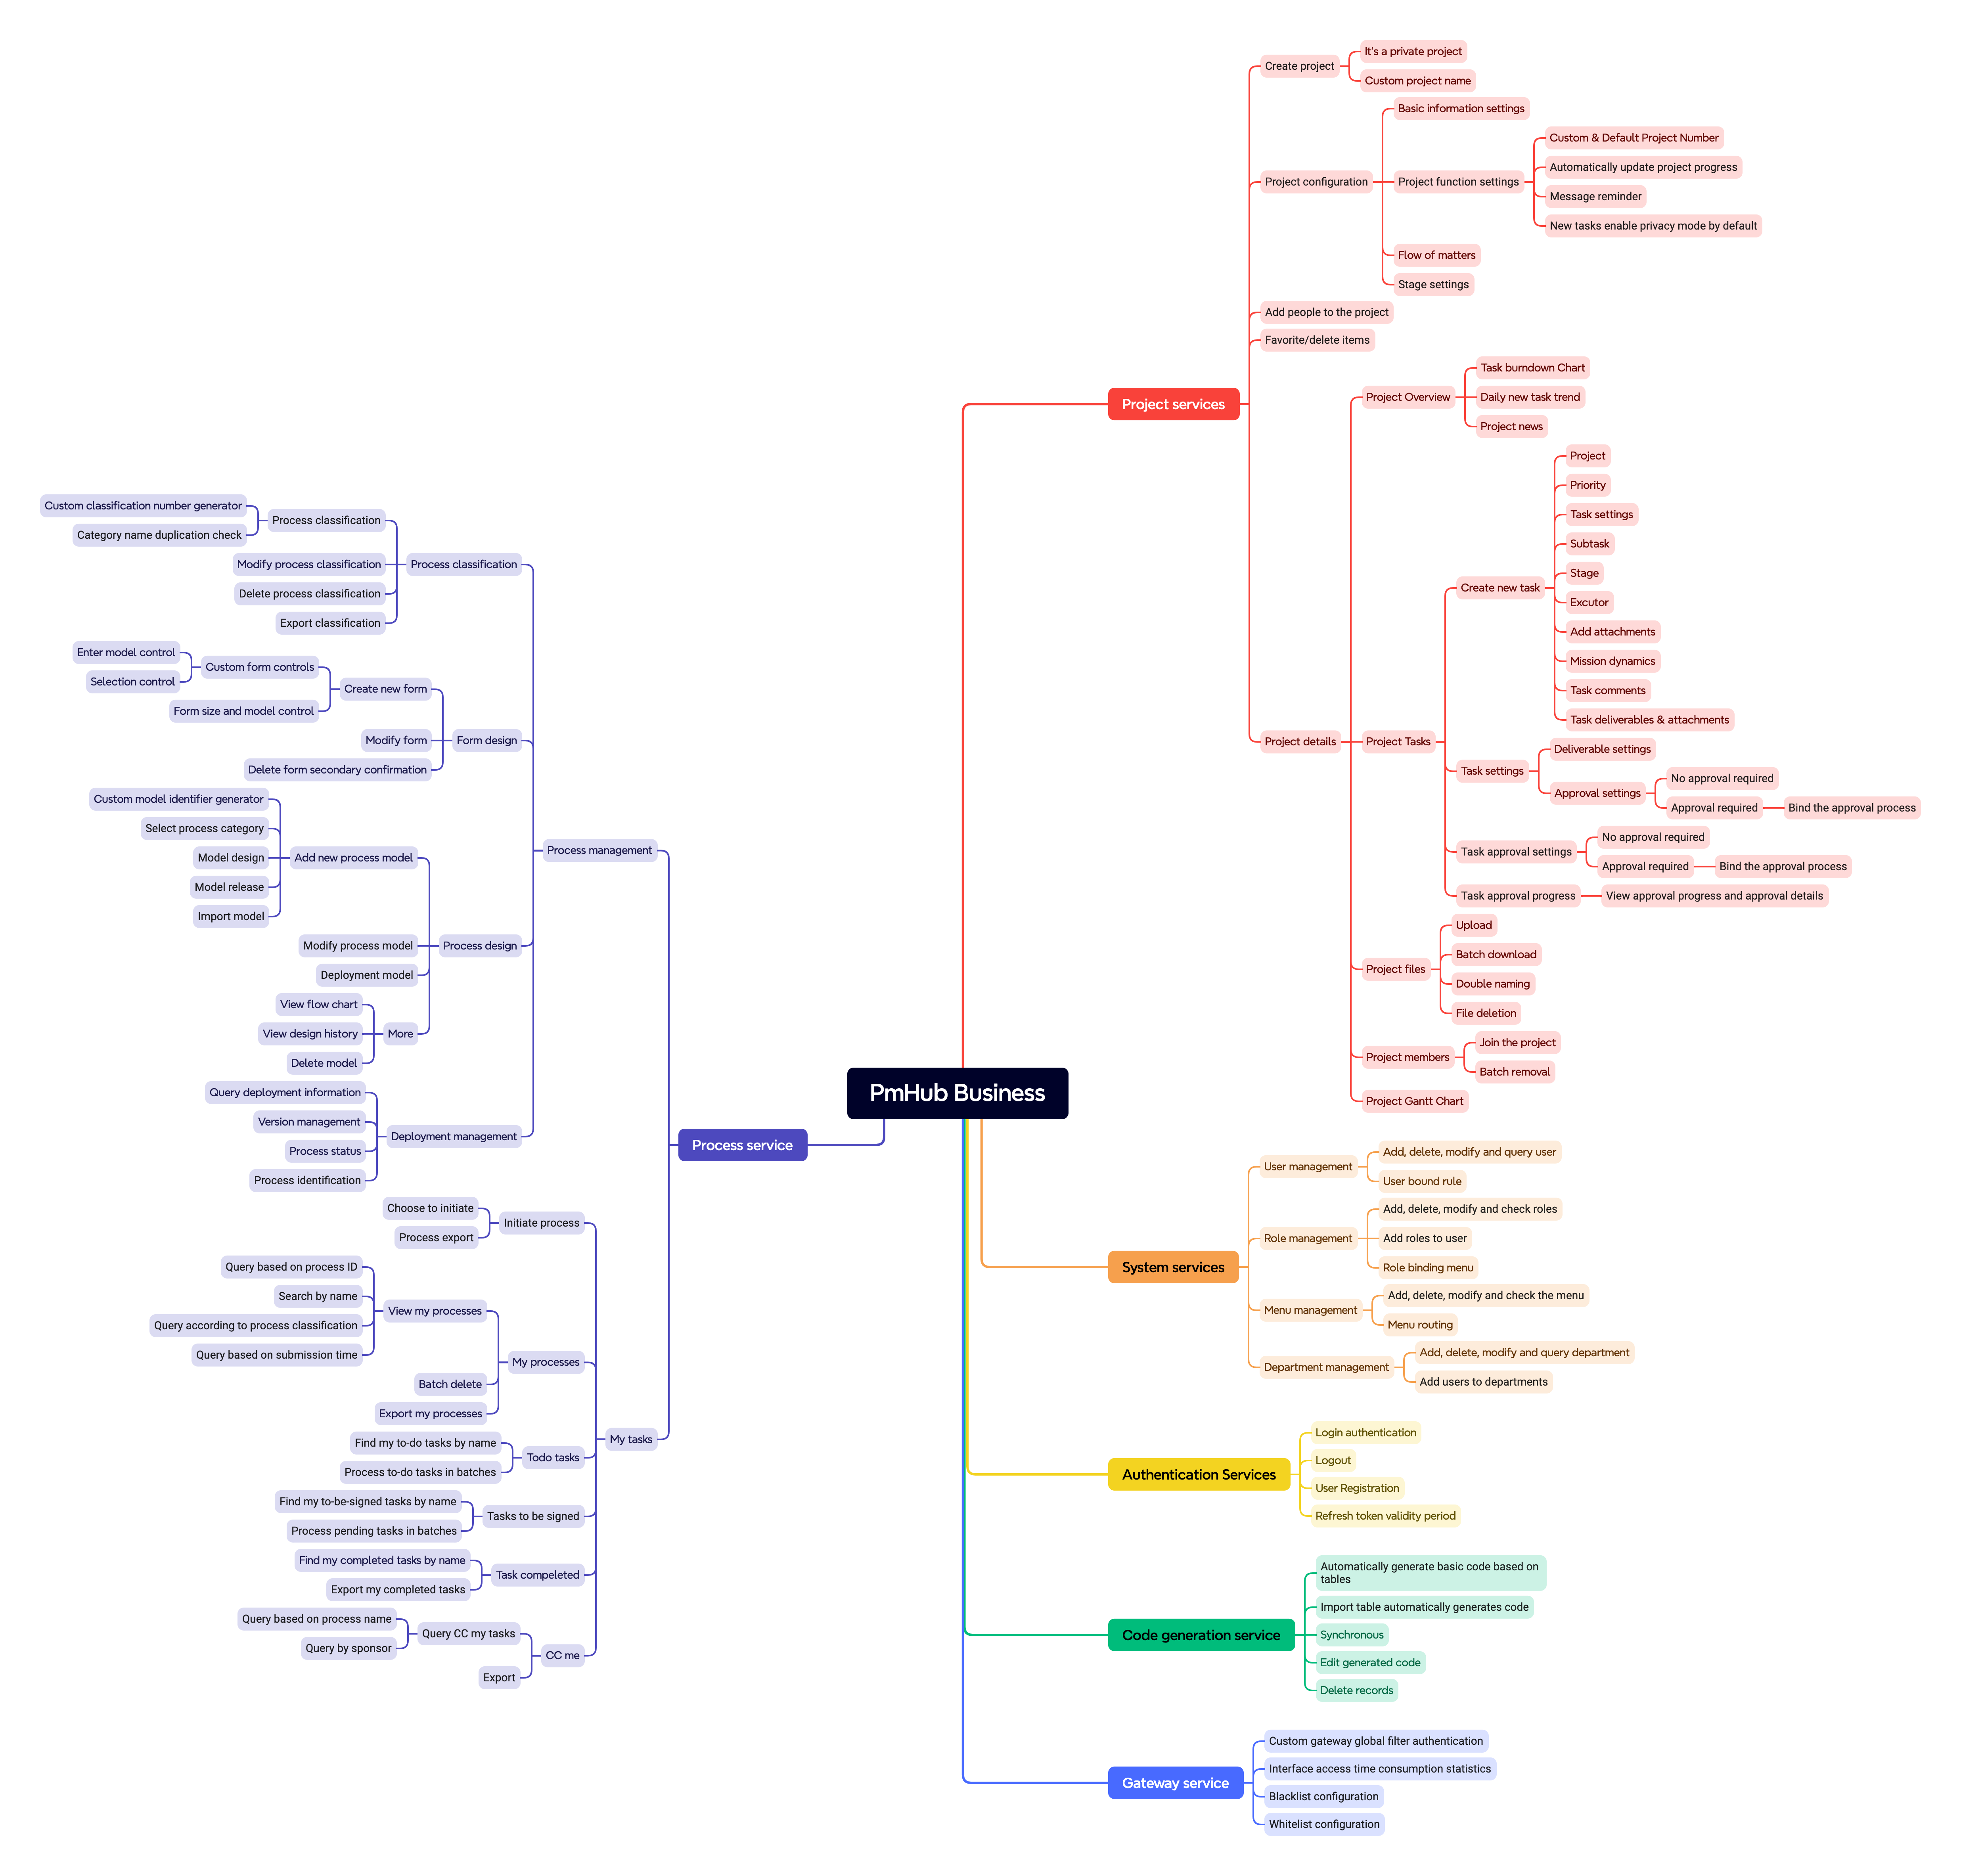 PmHub Business
Project services
Create project
It's a private project
Custom project name
Project configuration
Basic information settings
Project function settings
Custom & Default Project Number
Automatically update project progress
Message reminder
New tasks enable privacy mode by default
Flow of matters
Stage settings
Add people to the project
Favorite/delete items
Project details
Project Overview
Task burndown Chart
Daily new task trend
Project news
Project Tasks
Create new task
Project
Priority
Task settings
Subtask
Stage
Excutor
Add attachments
Mission dynamics
Task comments
Task deliverables & attachments
Task settings
Deliverable settings
Approval settings
No approval required
Approval required
Bind the approval process
Task approval settings
No approval required
Approval required
Bind the approval process
Task approval progress
View approval progress and approval details
Project files
Upload
Batch download
Double naming
File deletion
Project members
Join the project
Batch removal
Project Gantt Chart
System services
User management
Add, delete, modify and query user
User bound rule
Role management
Add, delete, modify and check roles
Add roles to user
Role binding menu
Menu management
Add, delete, modify and check the menu
Menu routing
Department management
Add, delete, modify and query department
Add users to departments
Authentication Services
Login authentication
Logout
User Registration
Refresh token validity period
Code generation service
Automatically generate basic code based on
tables
Import table automatically generates code
Synchronous
Edit generated code
Delete records
Gateway service
Custom gateway global filter authentication
Interface access time consumption statistics
Blacklist configuration
Whitelist configuration
Process service
Process management
Process classification
Process classification
Custom classification number generator
Category name duplication check
Modify process classification
Delete process classification
Export classification
Form design
Create new form
Custom form controls
Enter model control
Selection control
Form size and model control
Modify form
Delete form secondary confirmation
Process design
Add new process model
Custom model identifier generator
Select process category
Model design
Model release
Import model
Modify process model
Deployment model
More
View flow chart
View design history
Delete model
Deployment management
Query deployment information
Version management
Process status
Process identification
My tasks
Initiate process
Choose to initiate
Process export
My processes
View my processes
Query based on process ID
Search by name
Query according to process classification
Query based on submission time
Batch delete
Export my processes
Todo tasks
Find my to-do tasks by name
Process to-do tasks in batches
Tasks to be signed
Find my to-be-signed tasks by name
Process pending tasks in batches
Task compeleted
Find my completed tasks by name
Export my completed tasks
CC me
Query CC my tasks
Query based on process name
Query by sponsor
Export